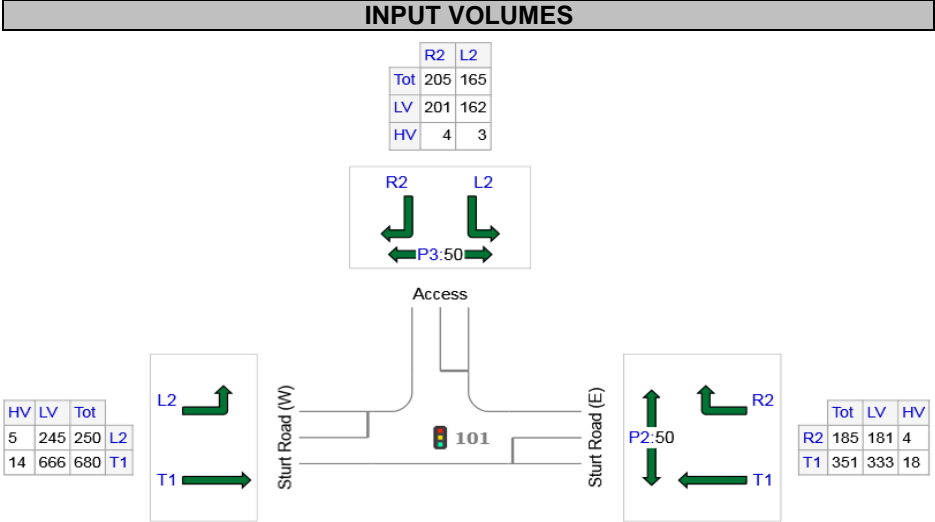 INPUT VOLUMES
R2 L2
Tot 205 165
LV 201 162
HV 4 3
R2 L2
P3:50
Access
HV LV Tot
5 245 250 L2
14 666 680 T1
L2
T1
Sturt Road (W)
101
Sturt Road (E)
R2
P2:50
T1
Tot LV HV
R2 185 181 4
T1 351 333 18